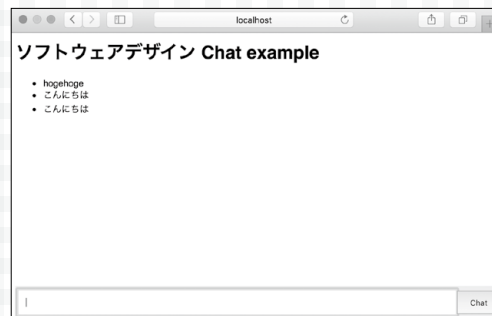 localhost
ソフトウェアデザイン Chat example
• hogehoge
• こんにちは
• こんにちは
Chat